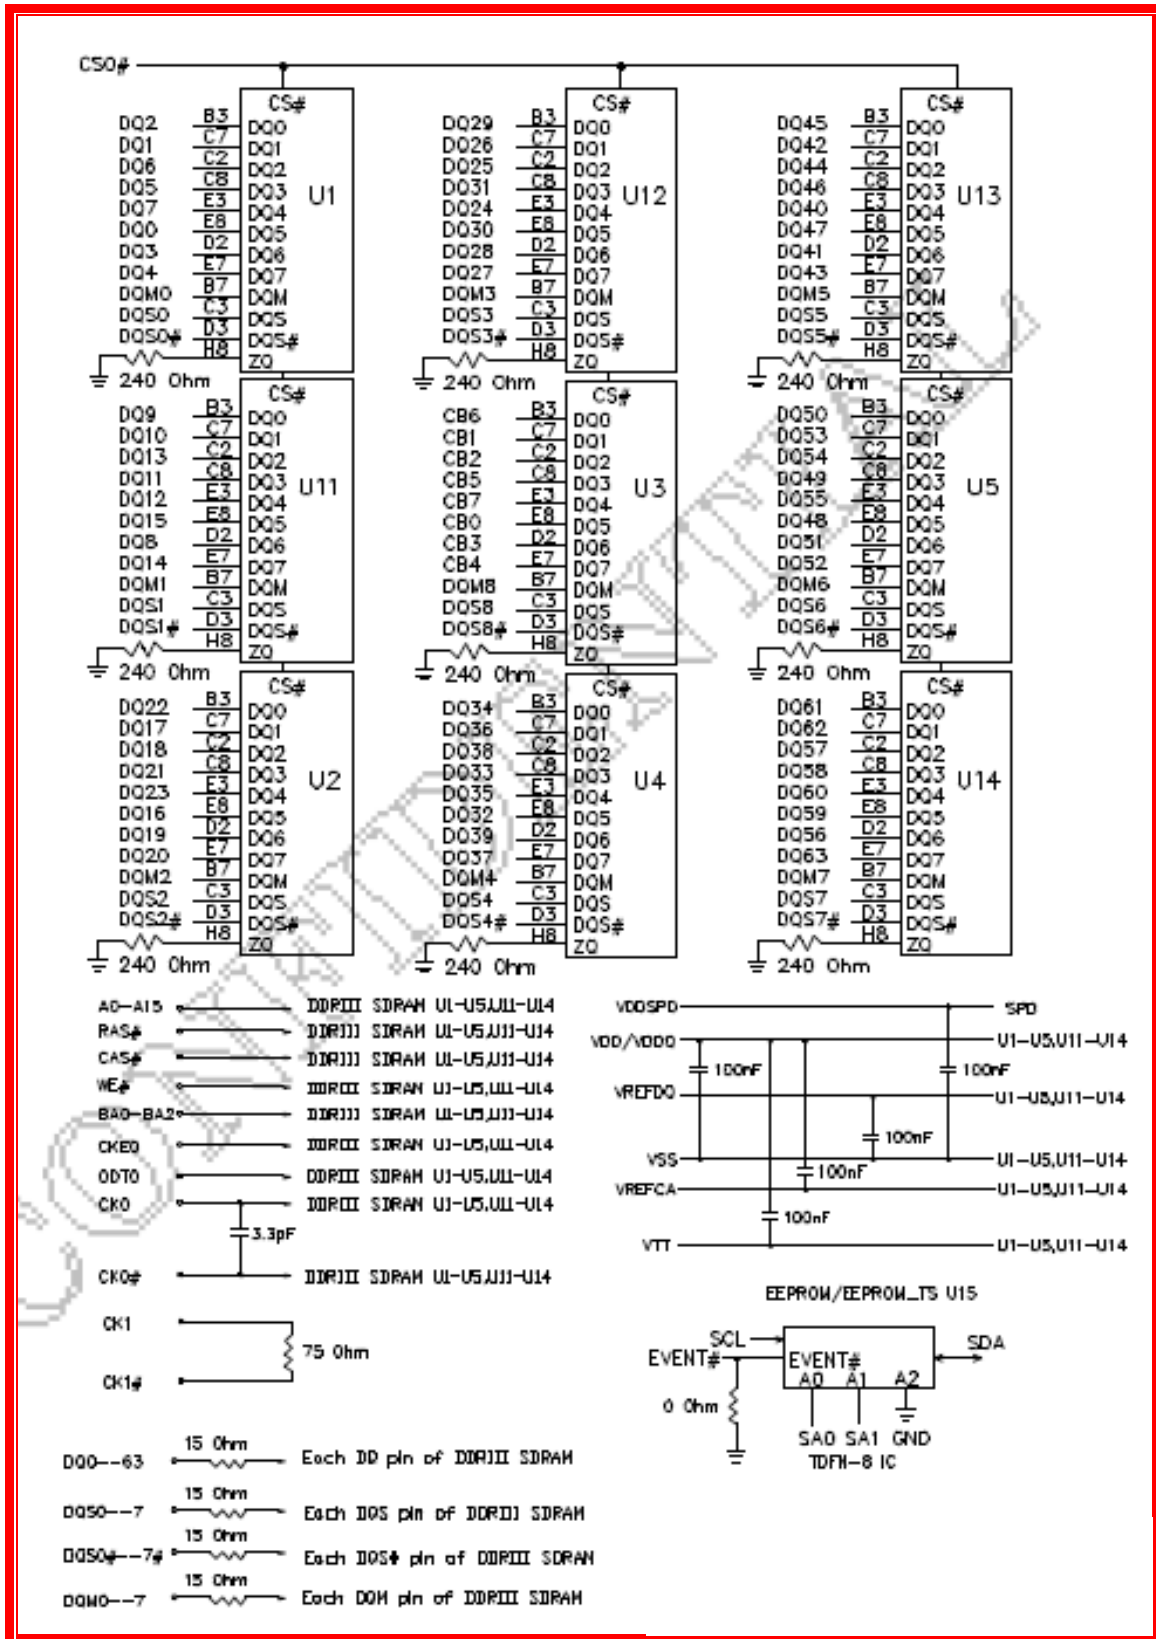 CS0#
CS#
DQ2 B3 DQ0
DQ1 C7 DQ1
DQ6 C2 DQ2
DQ5 C8 DQ3
U1
DQ7 E3 DQ4
DQ0 E8 DQ5
DQ3 D2 DQ6
DQ4 E7 DQ7
DQM0 B7 DQM
DQS0 C3 DQS
DQS0# D3 DQS#
H8 ZQ
240 Ohm
CS#
DQ29 B3 DQ0
DQ26 C7 DQ1
DQ25 C2 DQ2
DQ31 C8 DQ3
U12
DQ24 E3 DQ4
DQ30 E8 DQ5
DQ28 D2 DQ6
DQ27 E7 DQ7
DQM3 B7 DQM
DQS3 C3 DQS
DQS3# D3 DQS#
H8 ZQ
240 Ohm
CS#
DQ45 B3 DQ0
DQ42 C7 DQ1
DQ44 C2 DQ2
DQ46 C8 DQ3
U13
DQ40 E3 DQ4
DQ47 E8 DQ5
DQ41 D2 DQ6
DQ43 E7 DQ7
DQM5 B7 DQM
DQS5 C3 DQS
DQS5# D3 DQS#
H8 ZQ
240 Ohm
CS#
DQ9 B3 DQ0
DQ10 C7 DQ1
DQ13 C2 DQ2
DQ11 C8 DQ3
U11
DQ12 E3 DQ4
DQ15 E8 DQ5
DQ8 D2 DQ6
DQ14 E7 DQ7
DQM1 B7 DQM
DQS1 C3 DQS
DQS1# D3 DQS#
H8 ZQ
240 Ohm
CS#
CB6 B3 DQ0
CB1 C7 DQ1
CB2 C2 DQ2
CB5 C8 DQ3
U3
CB7 E3 DQ4
CB0 E8 DQ5
CB3 D2 DQ6
CB4 E7 DQ7
DQM8 B7 DQM
DQS8 C3 DQS
DQS8# D3 DQS#
H8 ZQ
240 Ohm
CS#
DQ50 B3 DQ0
DQ53 C7 DQ1
DQ54 C2 DQ2
DQ49 C8 DQ3
U5
DQ55 E3 DQ4
DQ48 E8 DQ5
DQ51 D2 DQ6
DQ52 E7 DQ7
DQM6 B7 DQM
DQS6 C3 DQS
DQS6# D3 DQS#
H8 ZQ
240 Ohm
CS#
DQ22 B3 DQ0
DQ17 C7 DQ1
DQ18 C2 DQ2
DQ21 C8 DQ3
U2
DQ23 E3 DQ4
DQ16 E8 DQ5
DQ19 D2 DQ6
DQ20 E7 DQ7
DQM2 B7 DQM
DQS2 C3 DQS
DQS2# D3 DQS#
H8 ZQ
240 Ohm
CS#
DQ34 B3 DQ0
DQ36 C7 DQ1
DQ38 C2 DQ2
DQ33 C8 DQ3
U4
DQ35 E3 DQ4
DQ32 E8 DQ5
DQ39 D2 DQ6
DQ37 E7 DQ7
DQM4 B7 DQM
DQS4 C3 DQS
DQS4# D3 DQS#
H8 ZQ
240 Ohm
CS#
DQ61 B3 DQ0
DQ62 C7 DQ1
DQ57 C2 DQ2
DQ58 C8 DQ3
U14
DQ60 E3 DQ4
DQ59 E8 DQ5
DQ56 D2 DQ6
DQ63 E7 DQ7
DQM7 B7 DQM
DQS7 C3 DQS
DQS7# D3 DQS#
H8 ZQ
240 Ohm
CONFIDENTIAL
A0-A15 DDRIII SDRAM U1-U5,U11-U14
RAS# DDRIII SDRAM U1-U5,U11-U14
CAS# DDRIII SDRAM U1-U5,U11-U14
WE# DDRIII SDRAM U1-U5,U11-U14
BA0-BA2 DDRIII SDRAM U1-U5,U11-U14
CKE0 DDRIII SDRAM U1-U5,U11-U14
ODT0 DDRIII SDRAM U1-U5,U11-U14
CK0 DDRIII SDRAM U1-U5,U11-U14
3.3pF
CK0# DDRIII SDRAM U1-U5,U11-U14
CK1
75 Ohm
CK1#
VDDSPD SPD
VDD/VDDQ U1-U5,U11-U14
100nF 100nF
VREFDQ U1-U5,U11-U14
100nF
VSS U1-U5,U11-U14
100nF
VREFCA U1-U5,U11-U14
100nF
VTT U1-U5,U11-U14
EEPROM/EEPROM_TS U15
SCL SDA
EVENT# EVENT#
A0 A1 A2
0 Ohm
SA0 SA1 GND
TDFN-8 IC
15 Ohm
DQ0--63 Each DQ pin of DDRIII SDRAM
15 Ohm
DQS0--7 Each DQS pin of DDRIII SDRAM
15 Ohm
DQS0#--7# Each DQS# pin of DDRIII SDRAM
15 Ohm
DQM0--7 Each DQM pin of DDRIII SDRAM